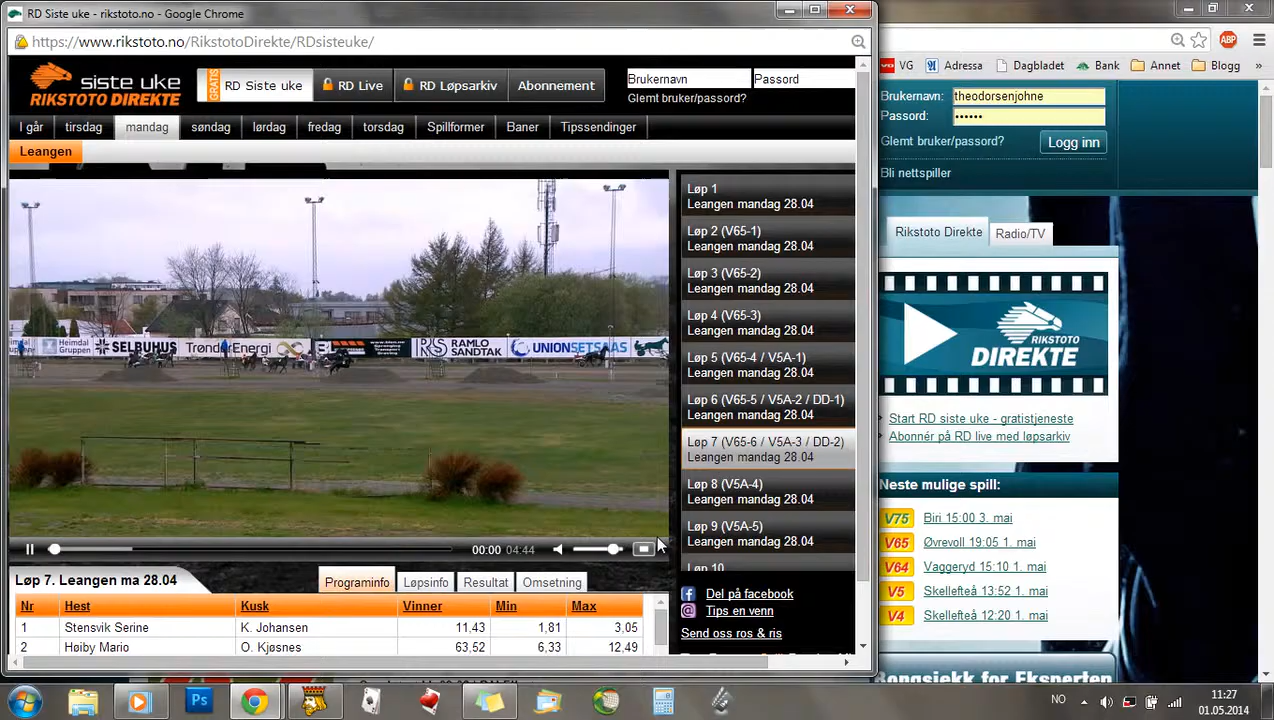 RD Siste uke - rikstoto.no - Google Chrome
https://www.rikstoto.no/RikstotoDirekte/RDsisteuke/
siste uke
RIKSTOTO DIREKTE
GRATIS
RD Siste uke
RD Live
RD Løpsarkiv
Abonnement
Brukernavn
Passord
Glemt bruker/passord?
I går
tirsdag
mandag
søndag
lørdag
fredag
torsdag
Spillformer
Baner
Tipssendinger
Leangen
Heimdal
Gruppen
SELBUHUS
TrønderEnergi
RAMLO
SANDTAK
UNIONSETSAAS
Heimdal
Gruppen
Løp 1
Leangen mandag 28.04
Løp 2 (V65-1)
Leangen mandag 28.04
Løp 3 (V65-2)
Leangen mandag 28.04
Løp 4 (V65-3)
Leangen mandag 28.04
Løp 5 (V65-4 / V5A-1)
Leangen mandag 28.04
Løp 6 (V65-5 / V5A-2 / DD-1)
Leangen mandag 28.04
Løp 7 (V65-6 / V5A-3 / DD-2)
Leangen mandag 28.04
Løp 8 (V5A-4)
Leangen mandag 28.04
Løp 9 (V5A-5)
Leangen mandag 28.04
Løp 10
00:00 04:44
Løp 7. Leangen ma 28.04
Programinfo
Løpsinfo
Resultat
Omsetning
Nr Hest Kusk Vinner Min Max
1 Stensvik Serine K. Johansen 11,43 1,81 3,05
2 Høiby Mario O. Kjøsnes 63,52 6,33 12,49
Del på facebook
Tips en venn
Send oss ros & ris
ABP
VG
Adressa
Dagbladet
Bank
Annet
Blogg
»
Brukernavn: theodorsenjohne
Passord: ••••••
Glemt bruker/passord?
Logg inn
Bli nettspiller
Rikstoto Direkte
Radio/TV
RIKSTOTO
DIREKTE
Start RD siste uke - gratistjeneste
Abonnér på RD live med løpsarkiv
Neste mulige spill:
V75 Biri 15:00 3. mai
V65 Øvrevoll 19:05 1. mai
V64 Vaggeryd 15:10 1. mai
V5 Skellefteå 13:52 1. mai
V4 Skellefteå 12:20 1. mai
Bongsjekk for Eksperten
Ps
NO
11:27
01.05.2014